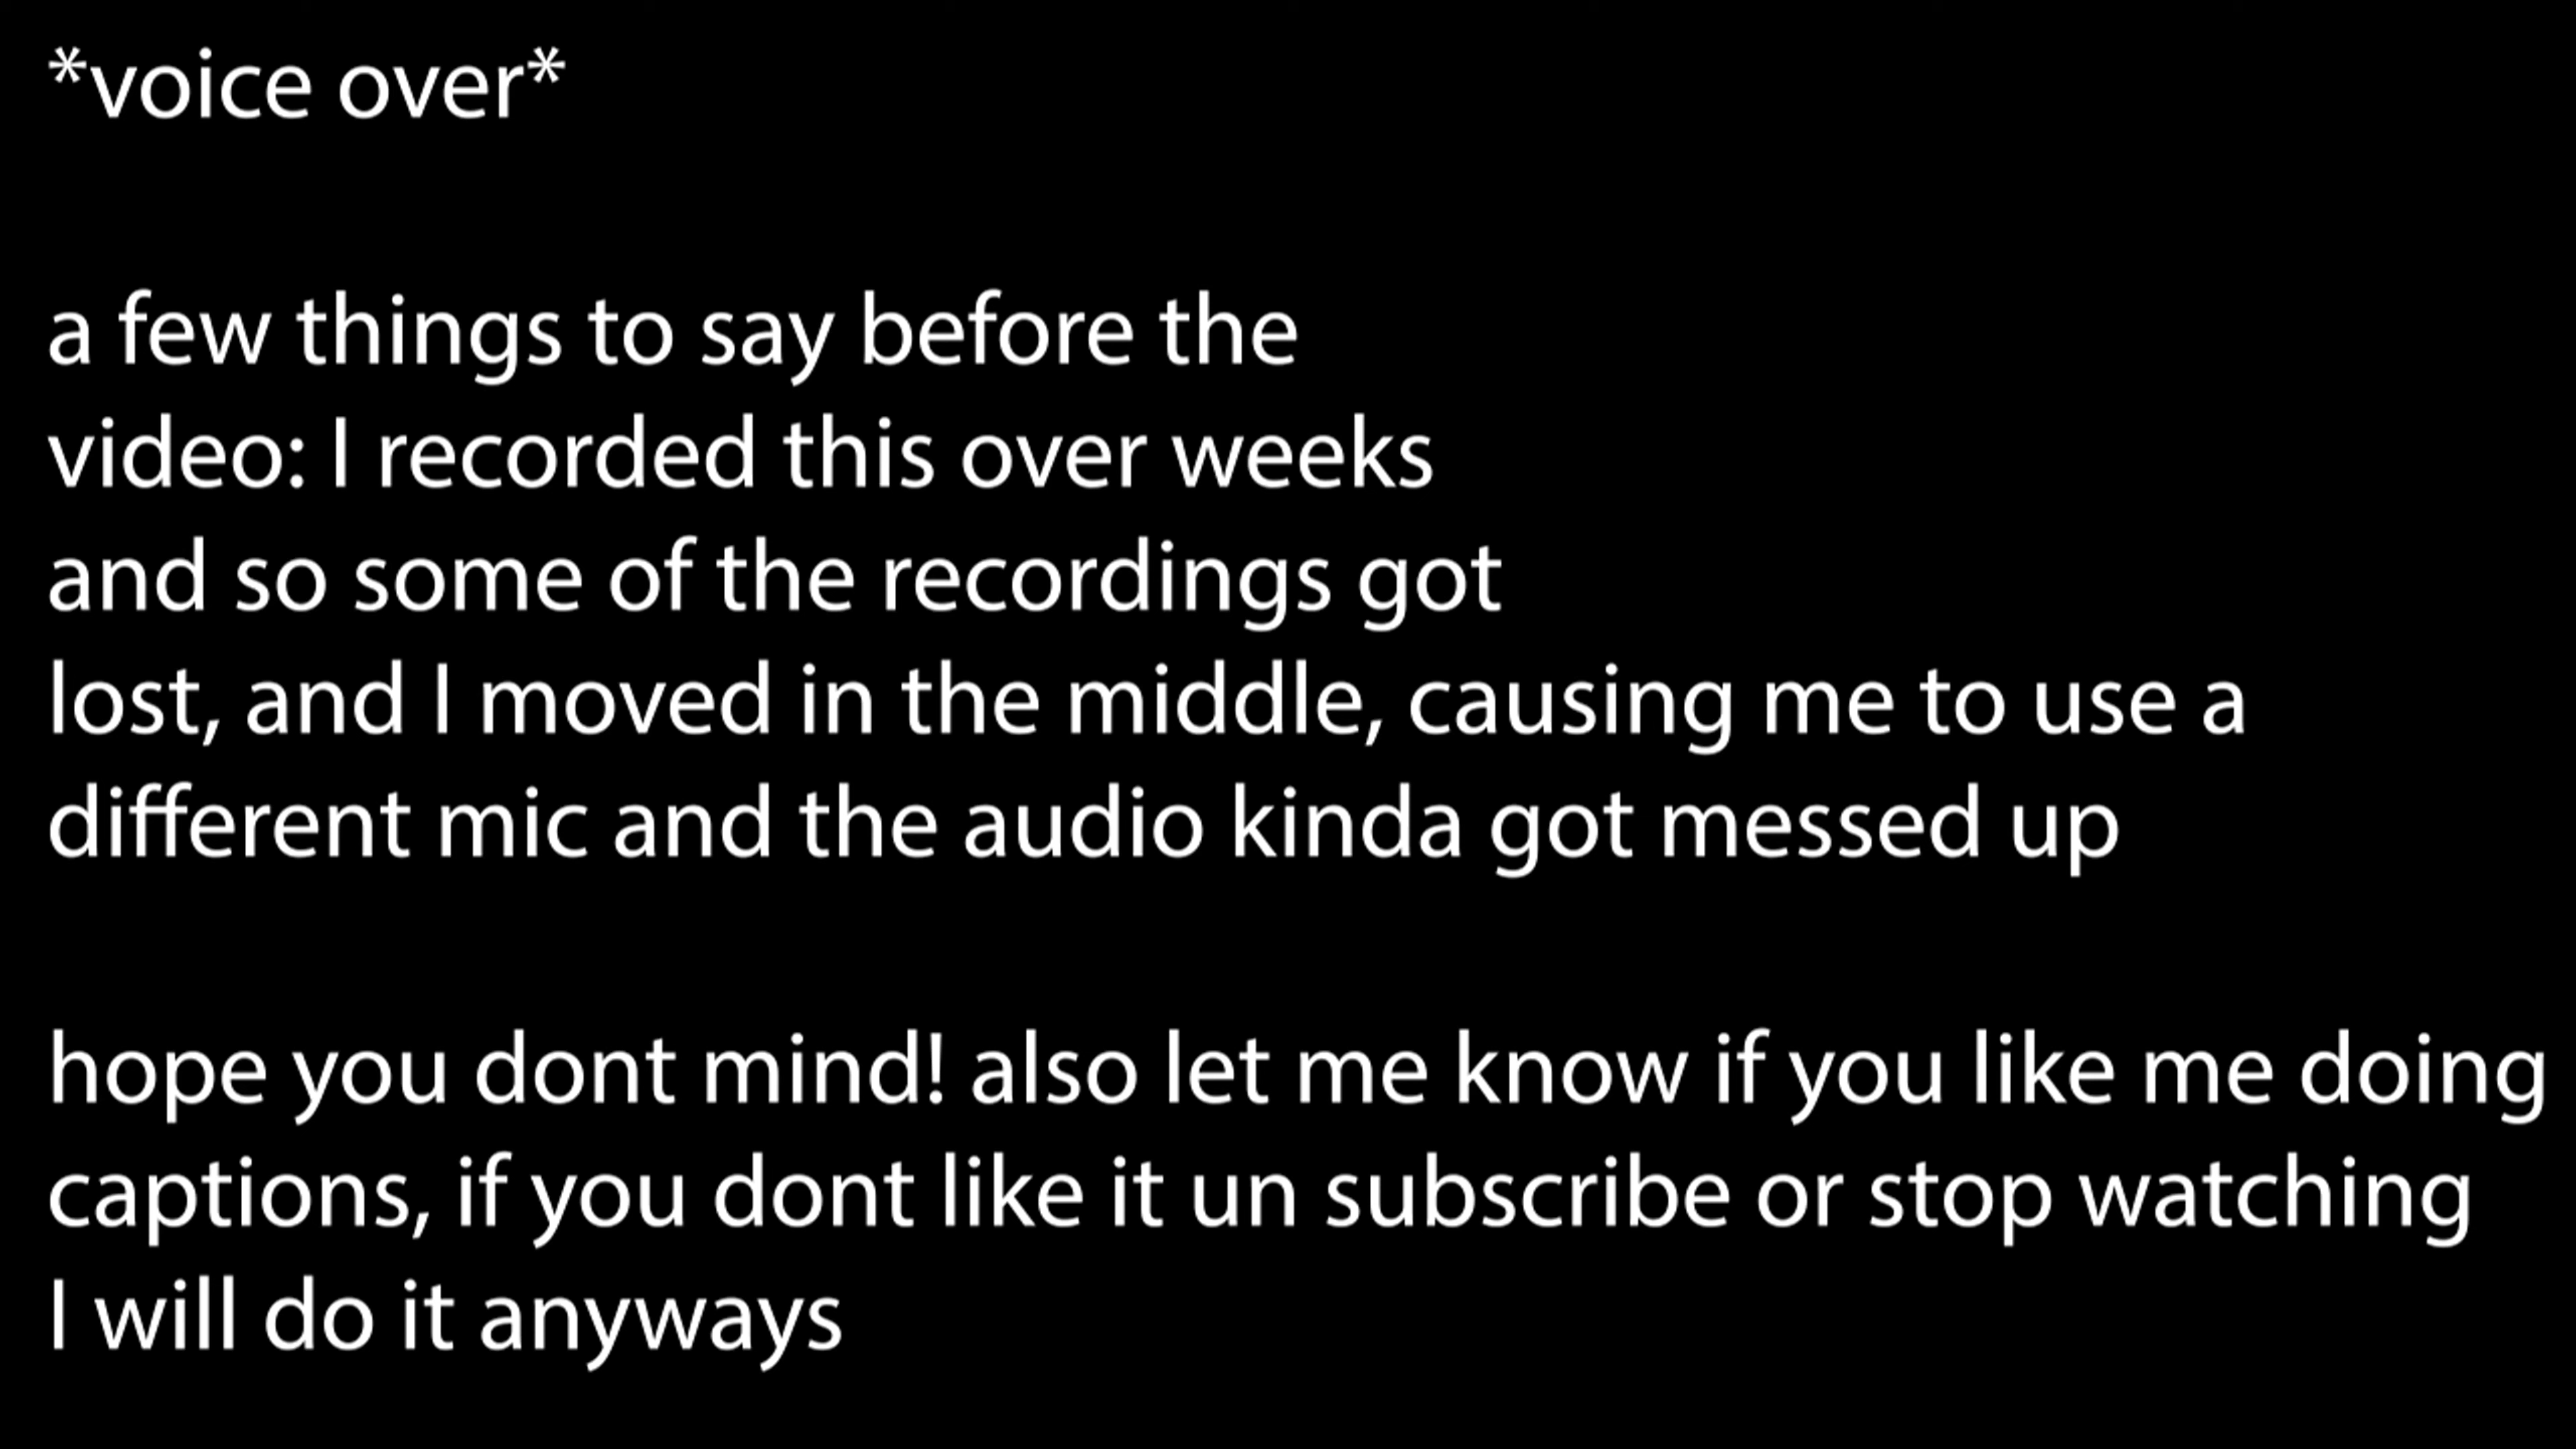 *voice over*
a few things to say before the
video: I recorded this over weeks
and so some of the recordings got
lost, and I moved in the middle, causing me to use a
different mic and the audio kinda got messed up
hope you dont mind! also let me know if you like me doing
captions, if you dont like it un subscribe or stop watching
I will do it anyways